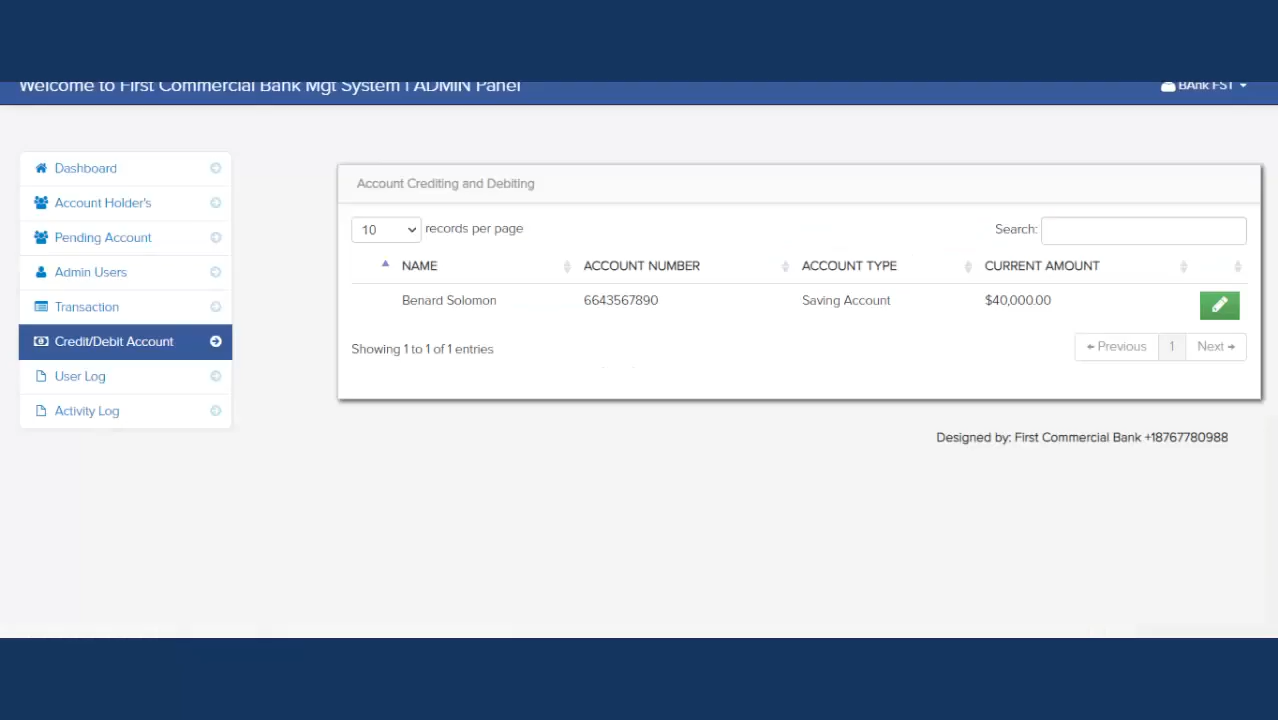 Welcome to First Commercial Bank Mgt System | ADMIN Panel
BAnk FST
Dashboard
Account Holder's
Pending Account
Admin Users
Transaction
Credit/Debit Account
User Log
Activity Log
Account Crediting and Debiting
10 records per page
Search:
NAME ACCOUNT NUMBER ACCOUNT TYPE CURRENT AMOUNT
Benard Solomon 6643567890 Saving Account $40,000.00
Showing 1 to 1 of 1 entries
← Previous 1 Next →
Designed by: First Commercial Bank +18767780988